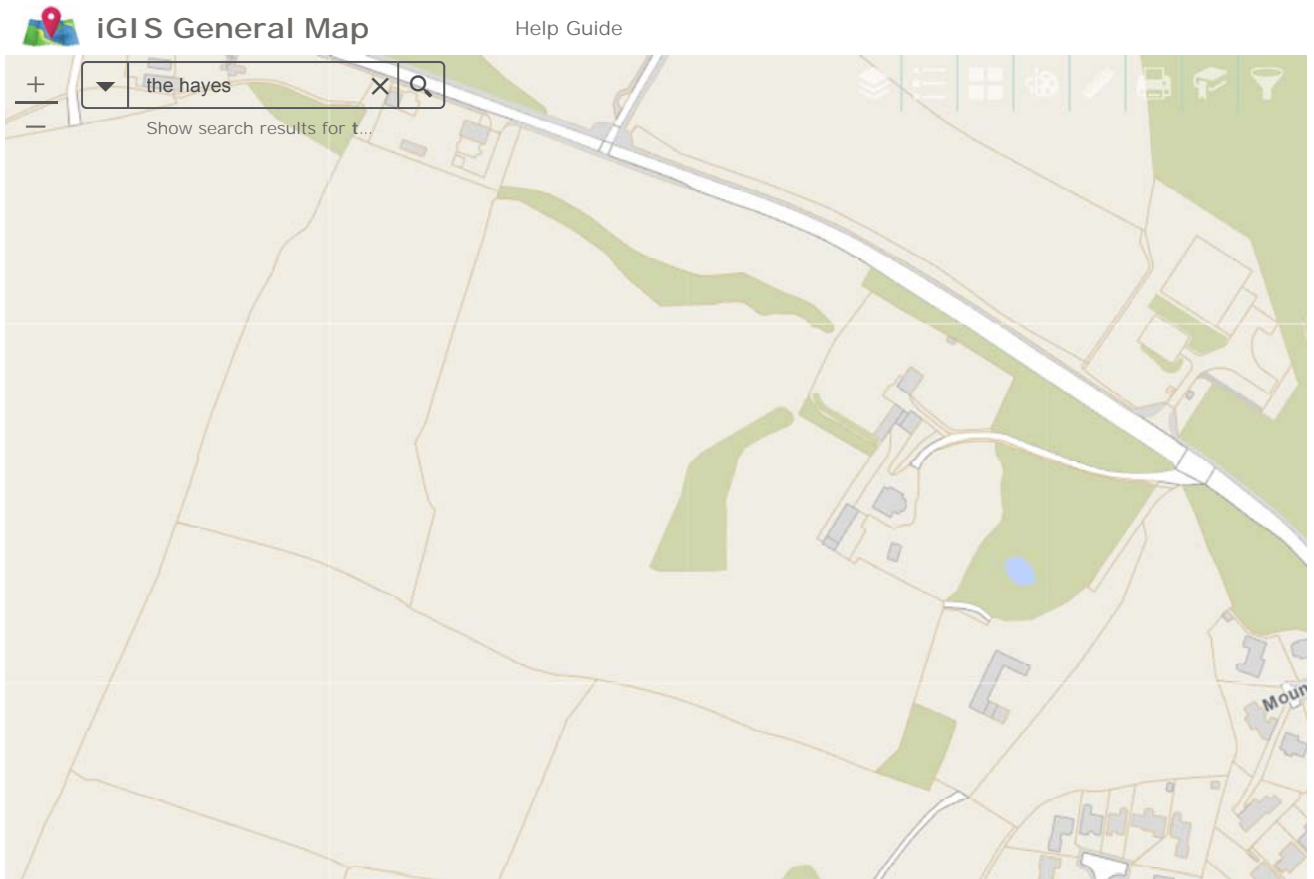 iGIS General Map
Help Guide
the hayes
Show search results for t...
Moun